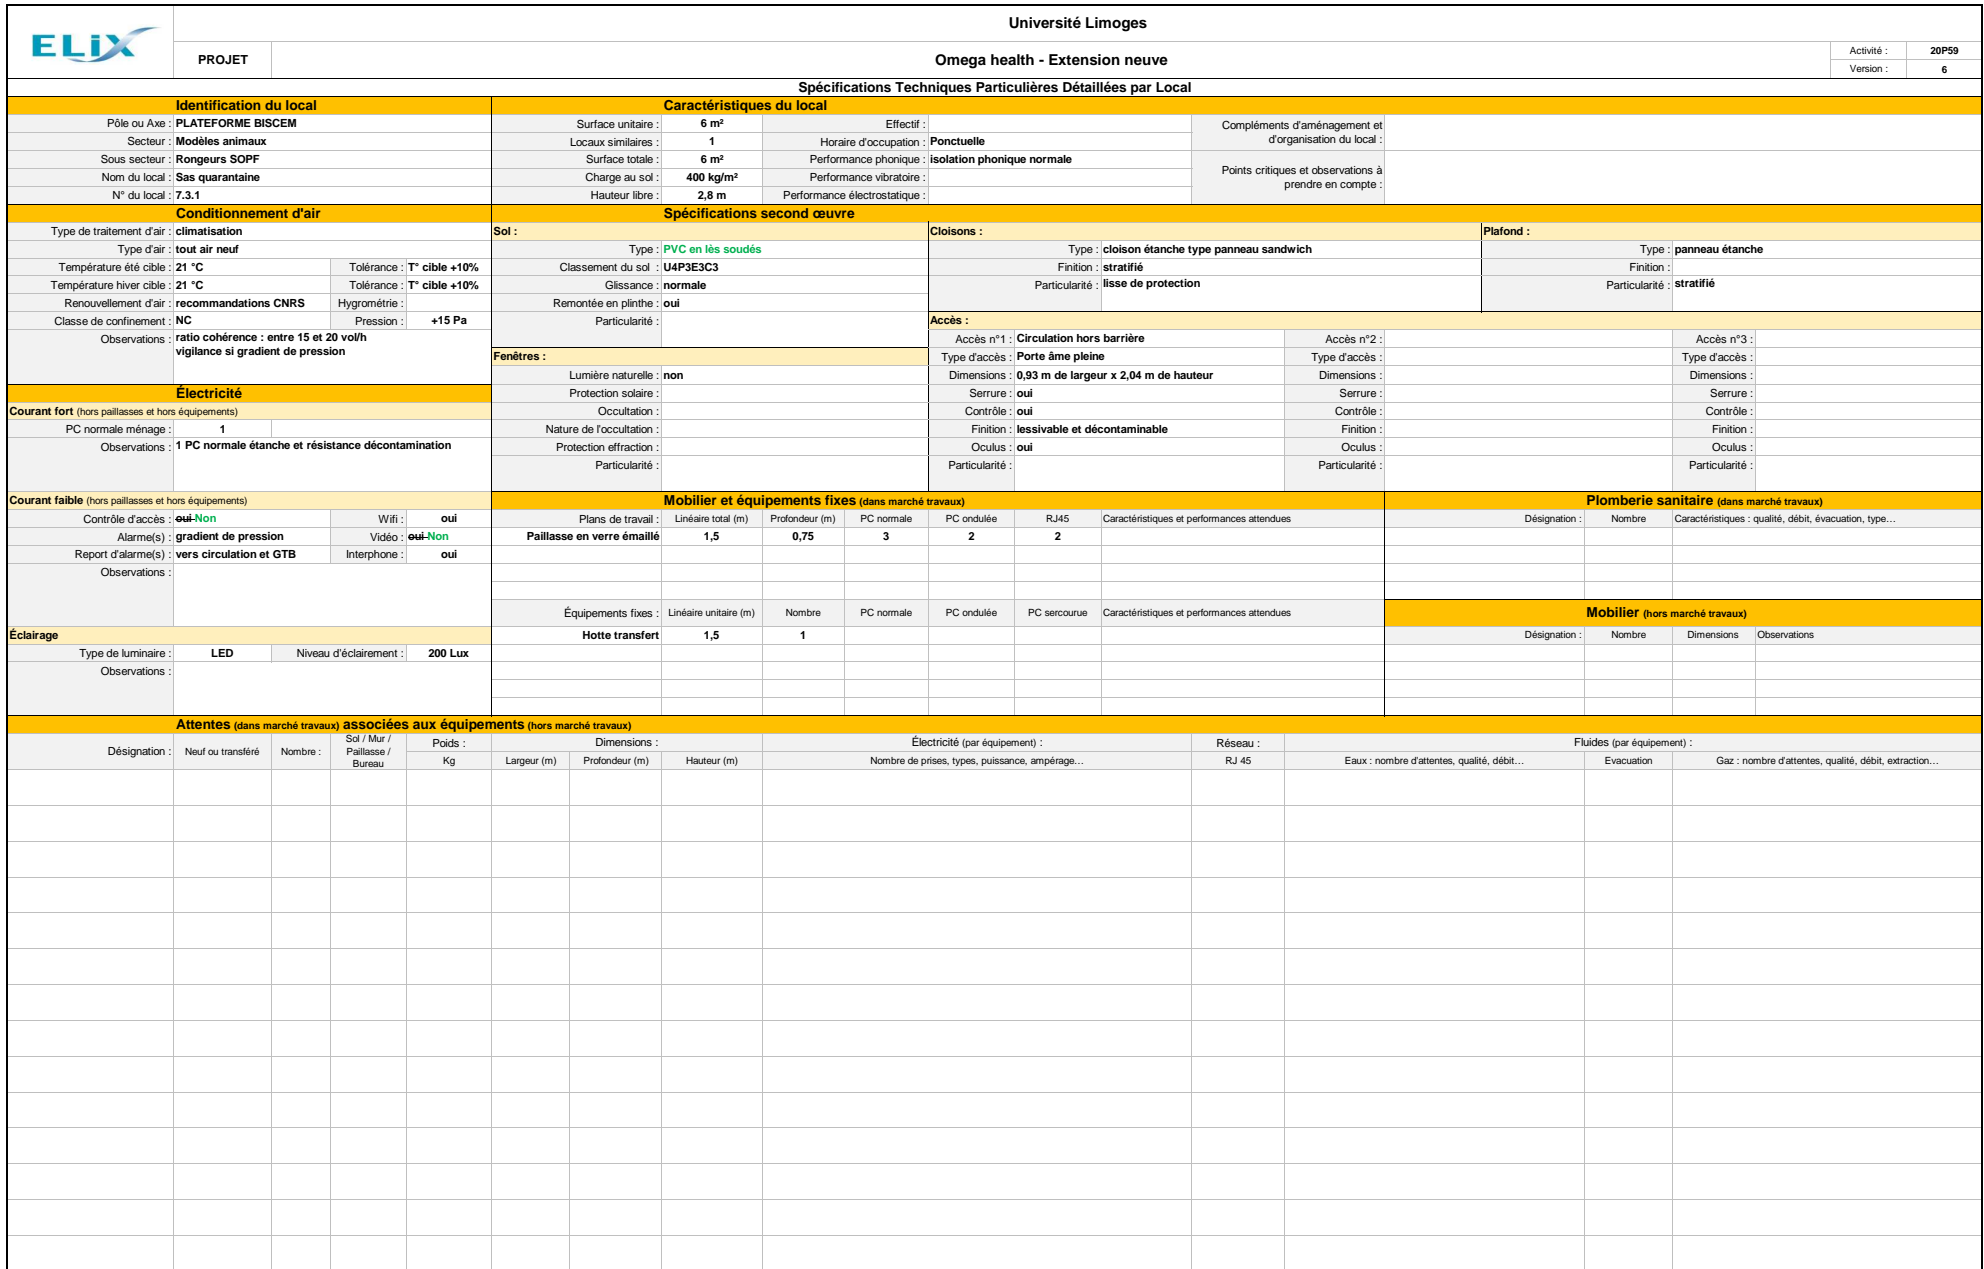 ELiX
Université Limoges
PROJET
Omega health - Extension neuve
Activité : 20P59
Version : 6
Spécifications Techniques Particulières Détaillées par Local
Identification du local
Pôle ou Axe : PLATEFORME BISCEM
Secteur : Modèles animaux
Sous secteur : Rongeurs SOPF
Nom du local : Sas quarantaine
N° du local : 7.3.1
Caractéristiques du local
Surface unitaire : 6 m² Effectif :
Locaux similaires : 1 Horaire d'occupation : Ponctuelle
Surface totale : 6 m² Performance phonique : isolation phonique normale
Charge au sol : 400 kg/m² Performance vibratoire :
Hauteur libre : 2,8 m Performance électrostatique :
Compléments d'aménagement et
d'organisation du local :
Points critiques et observations à
prendre en compte :
Conditionnement d'air
Type de traitement d'air : climatisation
Type d'air : tout air neuf
Température été cible : 21 °C Tolérance : T° cible +10%
Température hiver cible : 21 °C Tolérance : T° cible +10%
Renouvellement d'air : recommandations CNRS Hygrométrie :
Classe de confinement : NC Pression : +15 Pa
Observations : ratio cohérence : entre 15 et 20 vol/h
vigilance si gradient de pression
Spécifications second œuvre
Sol :
Type : PVC en lès soudés
Classement du sol : U4P3E3C3
Glissance : normale
Remontée en plinthe : oui
Particularité :
Cloisons :
Type : cloison étanche type panneau sandwich
Finition : stratifié
Particularité : lisse de protection
Plafond :
Type : panneau étanche
Finition :
Particularité : stratifié
Fenêtres :
Lumière naturelle : non
Protection solaire :
Occultation :
Nature de l'occultation :
Protection effraction :
Particularité :
Accès :
Accès n°1 : Circulation hors barrière Accès n°2 : Accès n°3 :
Type d'accès : Porte âme pleine Type d'accès : Type d'accès :
Dimensions : 0,93 m de largeur x 2,04 m de hauteur Dimensions : Dimensions :
Serrure : oui Serrure : Serrure :
Contrôle : oui Contrôle : Contrôle :
Finition : lessivable et décontaminable Finition : Finition :
Oculus : oui Oculus : Oculus :
Particularité : Particularité : Particularité :
Électricité
Courant fort (hors paillasses et hors équipements)
PC normale ménage : 1
Observations : 1 PC normale étanche et résistance décontamination
Courant faible (hors paillasses et hors équipements)
Contrôle d'accès : oui Non Wifi : oui
Alarme(s) : gradient de pression Vidéo : oui Non
Report d'alarme(s) : vers circulation et GTB Interphone : oui
Observations :
Éclairage
Type de luminaire : LED Niveau d'éclairement : 200 Lux
Observations :
Mobilier et équipements fixes (dans marché travaux)
Plans de travail : Linéaire total (m) Profondeur (m) PC normale PC ondulée RJ45 Caractéristiques et performances attendues
Paillasse en verre émaillé 1,5 0,75 3 2 2
Équipements fixes : Linéaire unitaire (m) Nombre PC normale PC ondulée PC sercourue Caractéristiques et performances attendues
Hotte transfert 1,5 1
Plomberie sanitaire (dans marché travaux)
Désignation : Nombre Caractéristiques : qualité, débit, évacuation, type…
Mobilier (hors marché travaux)
Désignation : Nombre Dimensions Observations
Attentes (dans marché travaux) associées aux équipements (hors marché travaux)
Désignation : Neuf ou transféré Nombre : Sol / Mur /
Paillasse /
Bureau
Poids : Dimensions : Électricité (par équipement) : Réseau : Fluides (par équipement) :
Kg Largeur (m) Profondeur (m) Hauteur (m) Nombre de prises, types, puissance, ampérage… RJ 45 Eaux : nombre d'attentes, qualité, débit… Evacuation Gaz : nombre d'attentes, qualité, débit, extraction…